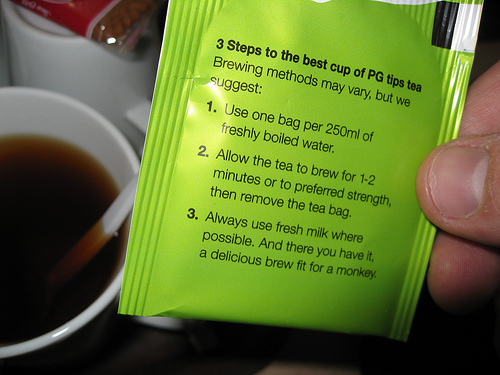 3 Steps to the best cup of PG tips tea
Brewing methods may vary, but we
suggest:
1. Use one bag per 250ml of
freshly boiled water.
2. Allow the tea to brew for 1-2
minutes or to preferred strength,
then remove the tea bag.
3. Always use fresh milk where
possible. And there you have it,
a delicious brew fit for a monkey.